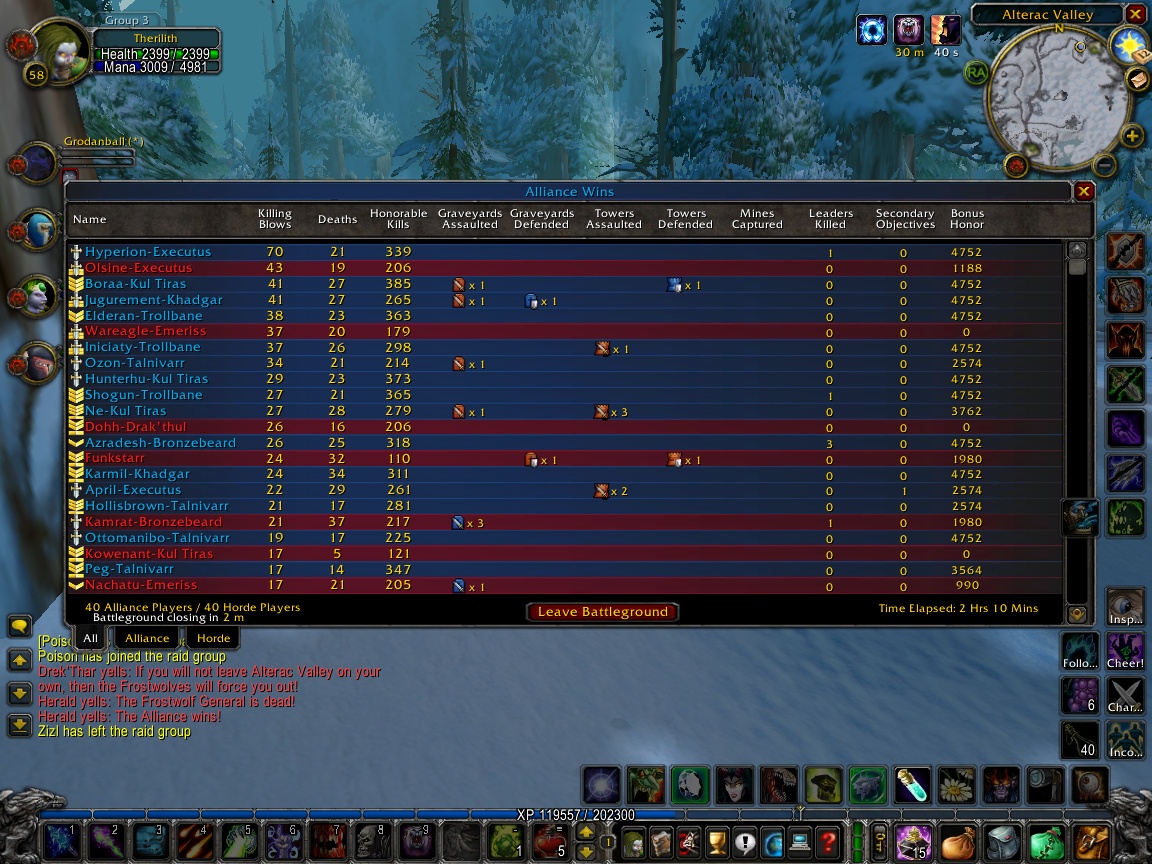 Group 3
Therilith
Health 2399 / 2399
Mana 3009 / 4981
58
Grodanball (*)
30 m 40 s
Alterac Valley
N
RA
Alliance Wins
Name Killing Blows Deaths Honorable Kills Graveyards Assaulted Graveyards Defended Towers Assaulted Towers Defended Mines Captured Leaders Killed Secondary Objectives Bonus Honor
Hyperion-Executus 70 21 339 1 0 4752
Olsine-Executus 43 19 206 0 0 1188
Boraa-Kul Tiras 41 27 385 x 1 x 1 0 0 4752
Jugurement-Khadgar 41 27 265 x 1 x 1 0 0 4752
Elderan-Trollbane 38 23 363 0 0 4752
Wareagle-Emeriss 37 20 179 0 0 0
Iniciaty-Trollbane 37 26 298 x 1 0 0 4752
Ozon-Talnivarr 34 21 214 x 1 0 0 2574
Hunterhu-Kul Tiras 29 23 373 0 0 4752
Shogun-Trollbane 27 21 365 1 0 4752
Ne-Kul Tiras 27 28 279 x 1 x 3 0 0 3762
Dohh-Drak'thul 26 16 206 0 0 0
Azradesh-Bronzebeard 26 25 318 3 0 4752
Funkstarr 24 32 110 x 1 x 1 0 0 1980
Karmil-Khadgar 24 34 311 0 0 4752
April-Executus 22 29 261 x 2 0 1 2574
Hollisbrown-Talnivarr 21 17 281 0 0 2574
Kamrat-Bronzebeard 21 37 217 x 3 1 0 1980
Ottomanibo-Talnivarr 19 17 225 0 0 4752
Kowenant-Kul Tiras 17 5 121 0 0 0
Peg-Talnivarr 17 14 347 0 0 3564
Nachatu-Emeriss 17 21 205 x 1 0 0 990
40 Alliance Players / 40 Horde Players
Battleground closing in 2 m
Leave Battleground
Time Elapsed: 2 Hrs 10 Mins
All Alliance Horde
[Pois
Poison has joined the raid group
Drek'Thar yells: If you will not leave Alterac Valley on your
own, then the Frostwolves will force you out!
Herald yells: The Frostwolf General is dead!
Herald yells: The Alliance wins!
Zizl has left the raid group
Insp...
Follo... Cheer!
6 Char...
40 Inco...
XP 119557 / 202300
1 2 3 4 5 6 7 8 9 - =
1 5
1
15